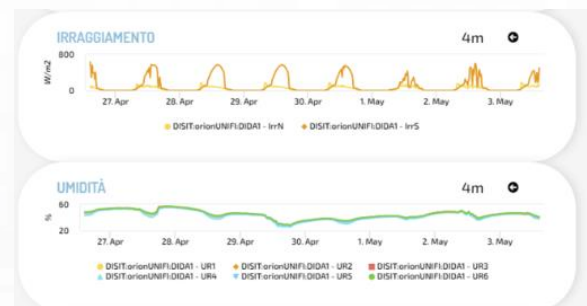 IRRAGGIAMENTO 4m
800
W/m2
0
27. Apr 28. Apr 29. Apr 30. Apr 1. May 2. May 3. May
DISIT:orionUNIFI:DIDA1 - IrrN DISIT:orionUNIFI:DIDA1 - IrrS
UMIDITÀ 4m
60
%
20
27. Apr 28. Apr 29. Apr 30. Apr 1. May 2. May 3. May
DISIT:orionUNIFI:DIDA1 - UR1 DISIT:orionUNIFI:DIDA1 - UR2 DISIT:orionUNIFI:DIDA1 - UR3
DISIT:orionUNIFI:DIDA1 - UR4 DISIT:orionUNIFI:DIDA1 - UR5 DISIT:orionUNIFI:DIDA1 - UR6